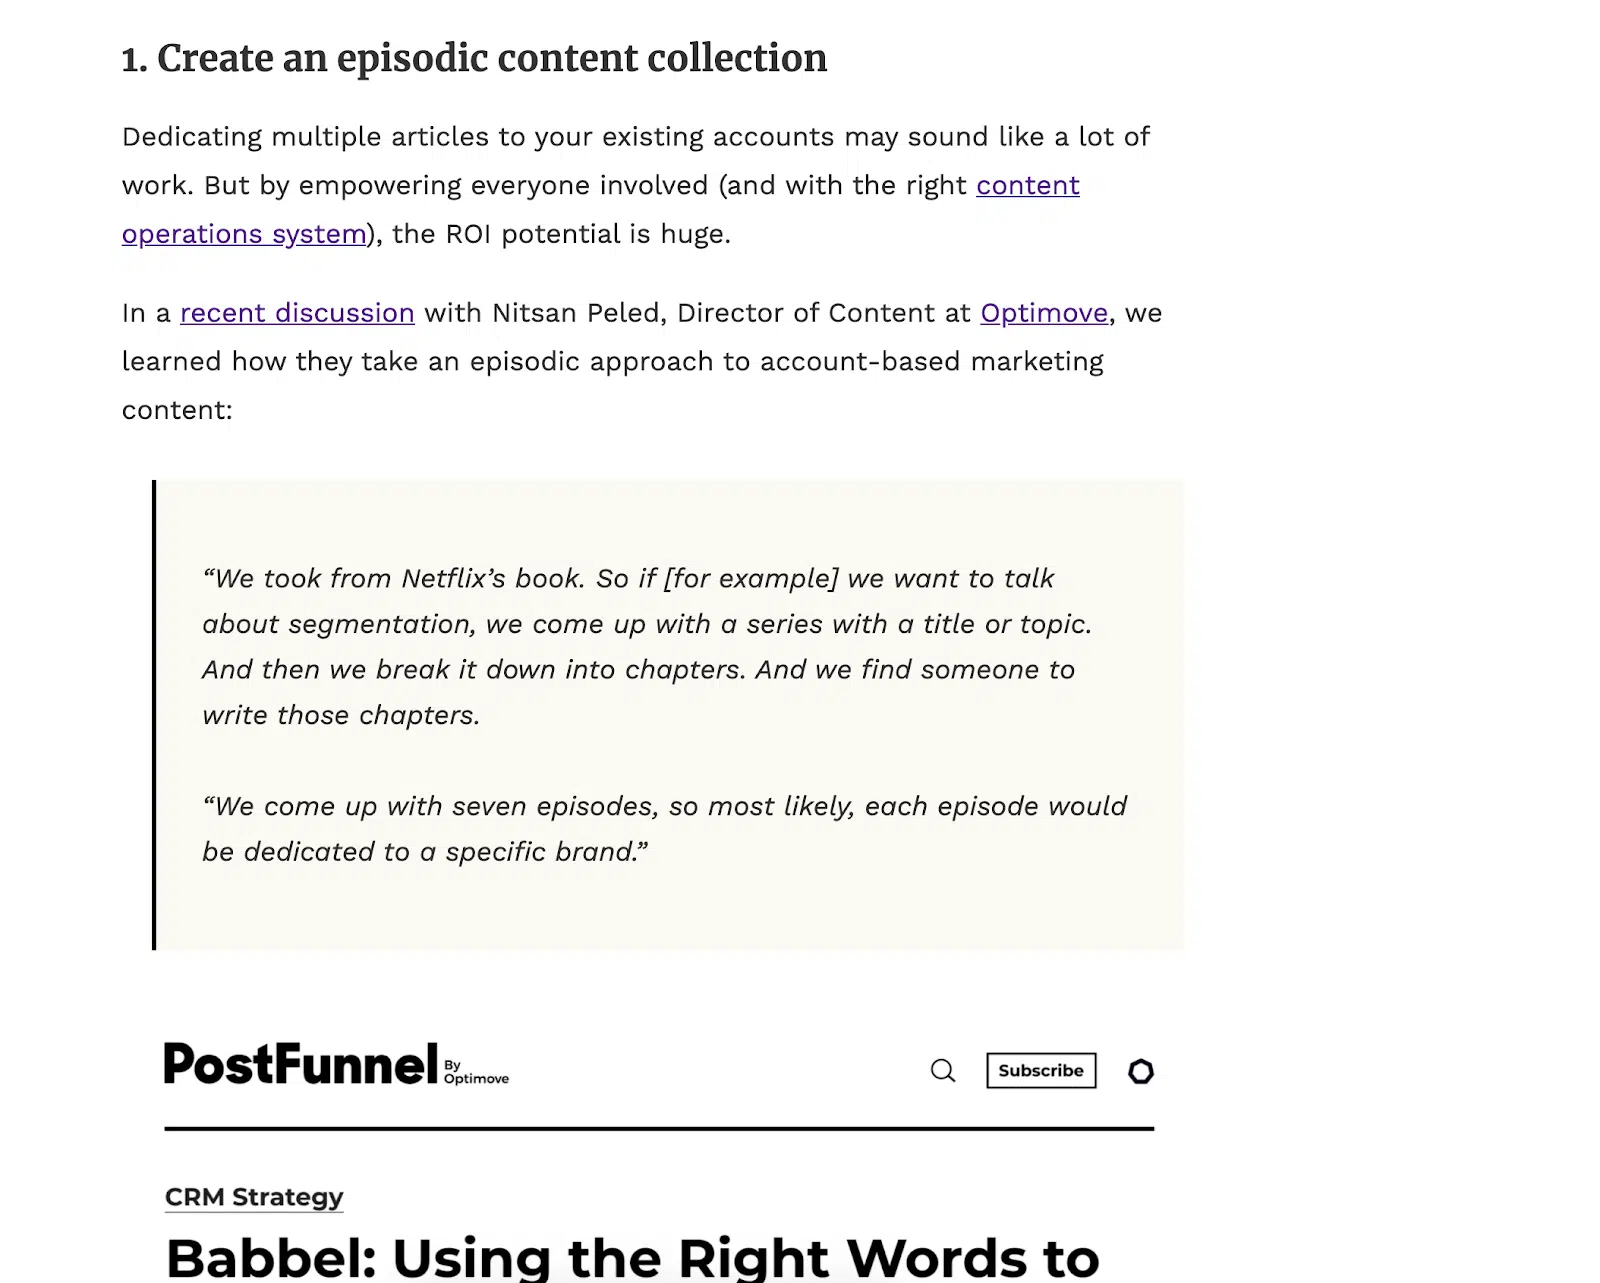 1. Create an episodic content collection
Dedicating multiple articles to your existing accounts may sound like a lot of
work. But by empowering everyone involved (and with the right content
operations system), the ROI potential is huge.
In a recent discussion with Nitsan Peled, Director of Content at Optimove, we
learned how they take an episodic approach to account-based marketing
content:
“We took from Netflix’s book. So if [for example] we want to talk
about segmentation, we come up with a series with a title or topic.
And then we break it down into chapters. And we find someone to
write those chapters.
“We come up with seven episodes, so most likely, each episode would
be dedicated to a specific brand.”
PostFunnel By
Optimove
Subscribe
CRM Strategy
Babbel: Using the Right Words to